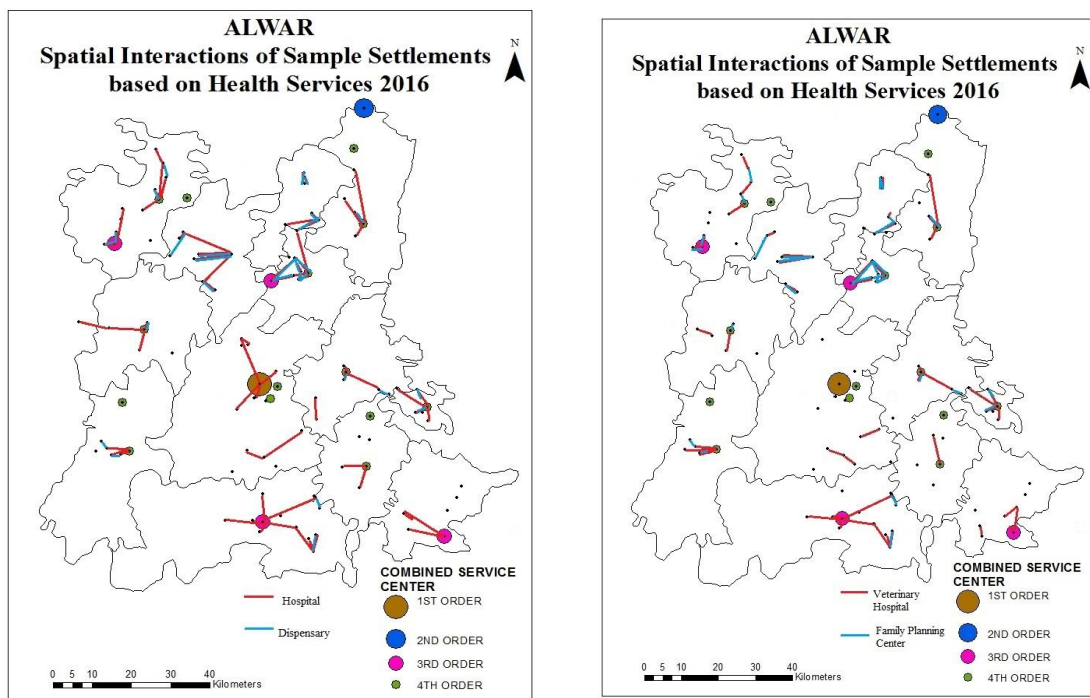 ALWAR
Spatial Interactions of Sample Settlements
based on Health Services 2016
N
COMBINED SERVICE
CENTER
Hospital
1ST ORDER
Dispensary
2ND ORDER
3RD ORDER
4TH ORDER
0 5 10 20 30 40
Kilometers
ALWAR
Spatial Interactions of Sample Settlements
based on Health Services 2016
N
COMBINED SERVICE
CENTER
Veterinary
Hospital
1ST ORDER
Family Planning
Center
2ND ORDER
3RD ORDER
4TH ORDER
0 5 10 20 30 40
Kilometers